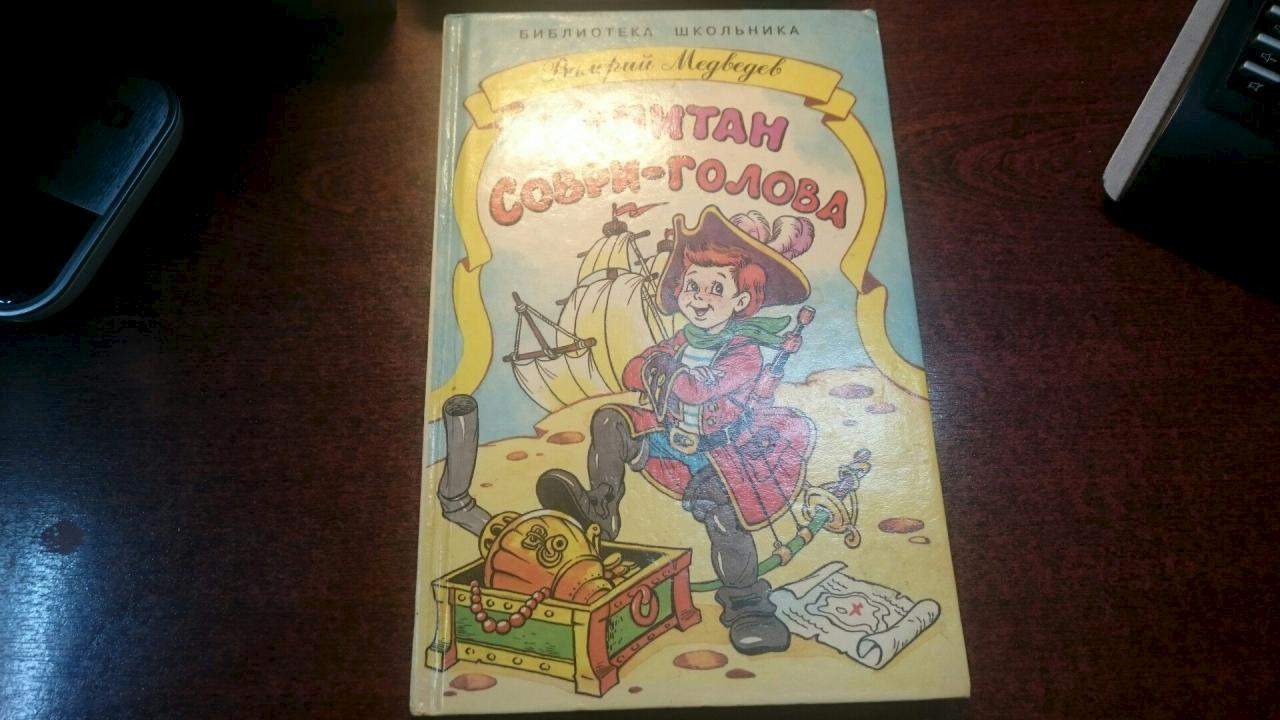 БИБЛИОТЕКА ШКОЛЬНИКА
Валерий Медведев
КАПИТАН
СОВРИ-ГОЛОВА